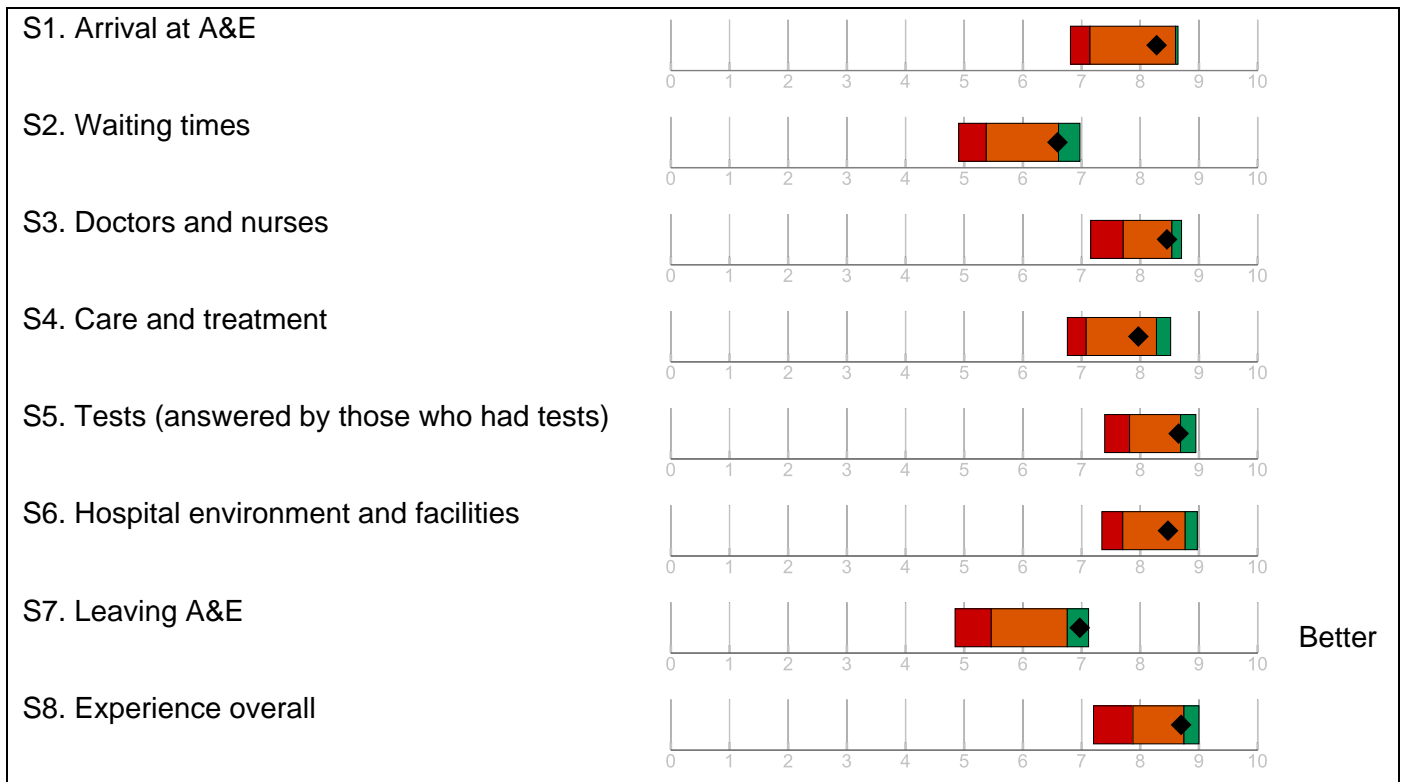 S1. Arrival at A&E
0 1 2 3 4 5 6 7 8 9 10
S2. Waiting times
0 1 2 3 4 5 6 7 8 9 10
S3. Doctors and nurses
0 1 2 3 4 5 6 7 8 9 10
S4. Care and treatment
0 1 2 3 4 5 6 7 8 9 10
S5. Tests (answered by those who had tests)
0 1 2 3 4 5 6 7 8 9 10
S6. Hospital environment and facilities
0 1 2 3 4 5 6 7 8 9 10
S7. Leaving A&E
Better
0 1 2 3 4 5 6 7 8 9 10
S8. Experience overall
0 1 2 3 4 5 6 7 8 9 10